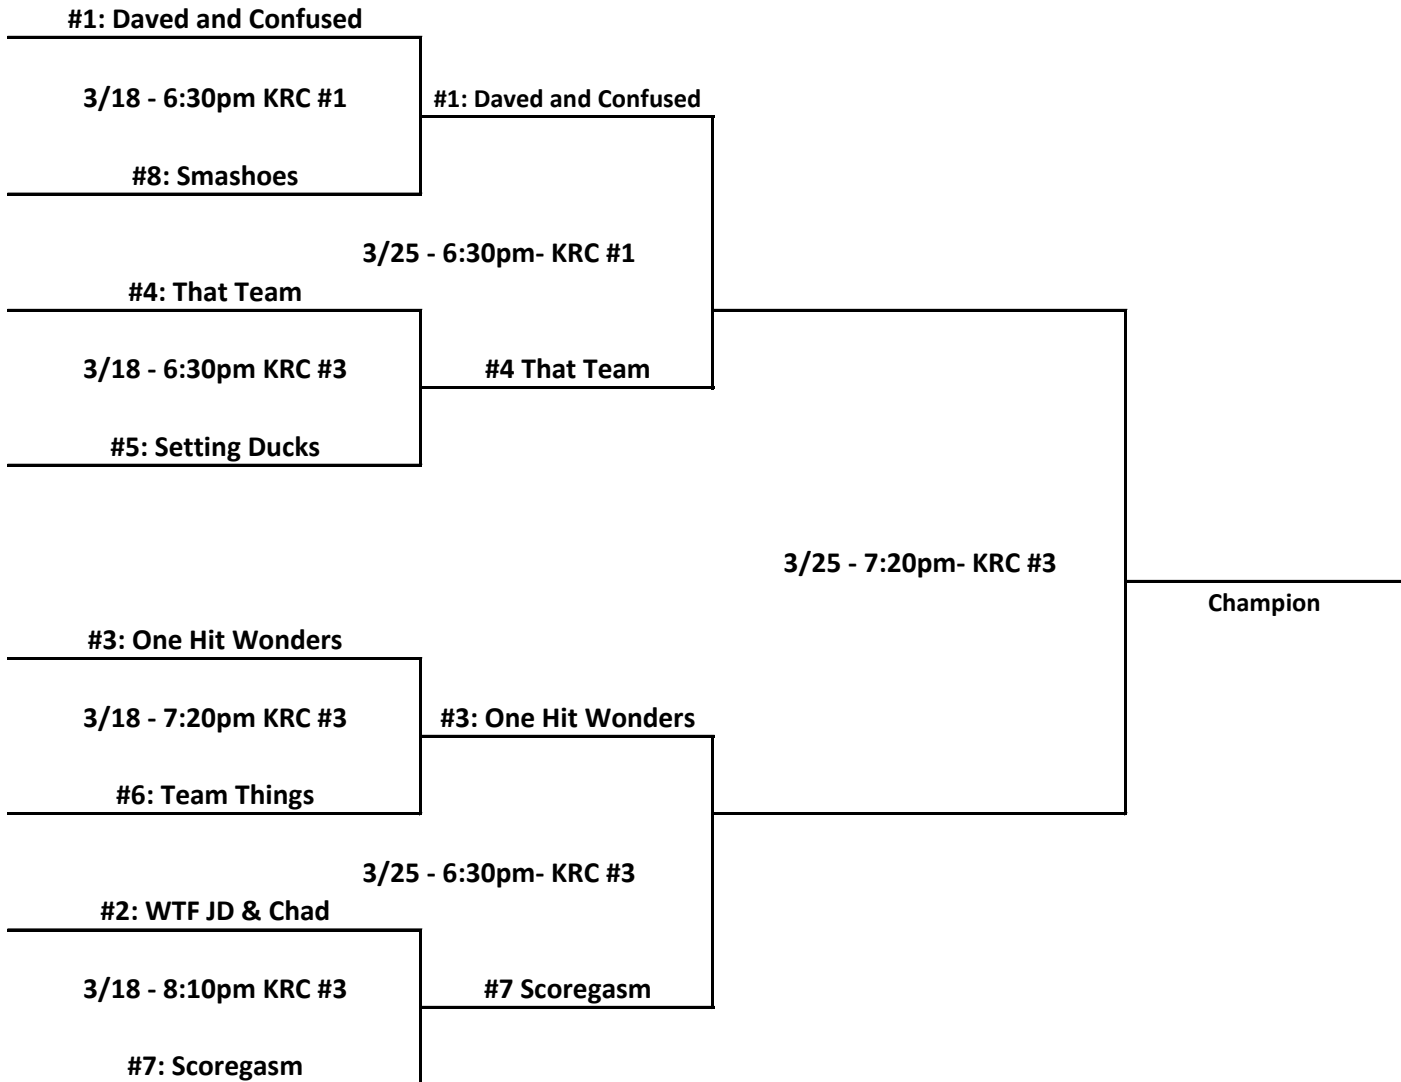 #1: Daved and Confused
3/18 - 6:30pm KRC #1
#1: Daved and Confused
#8: Smashoes
3/25 - 6:30pm- KRC #1
#4: That Team
3/18 - 6:30pm KRC #3
#4 That Team
#5: Setting Ducks
3/25 - 7:20pm- KRC #3
Champion
#3: One Hit Wonders
3/18 - 7:20pm KRC #3
#3: One Hit Wonders
#6: Team Things
3/25 - 6:30pm- KRC #3
#2: WTF JD & Chad
3/18 - 8:10pm KRC #3
#7 Scoregasm
#7: Scoregasm